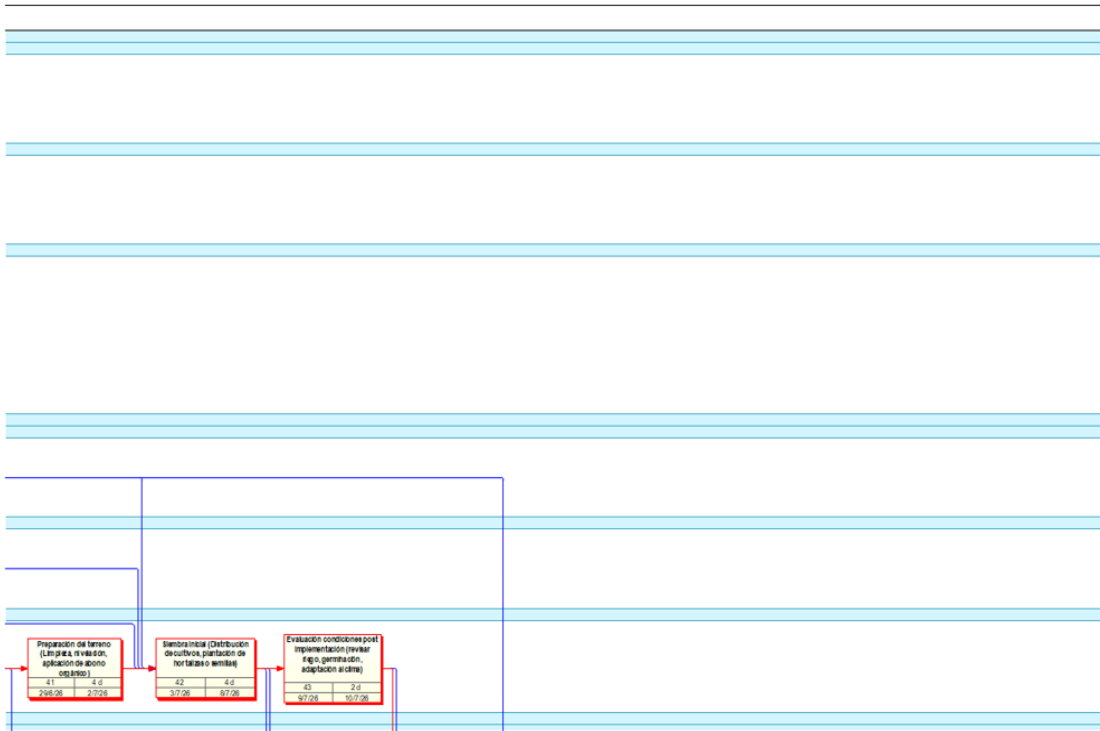 Preparación del terreno
(Limpieza, nivelación,
aplicación de abono
orgánico)
41 4 d
29/6/26 2/7/26
Siembra Inicial (Distribución
de cultivos, plantación de
hortalizas o semillas)
42 4 d
3/7/26 8/7/26
Evaluación condiciones post
implementación (revisar
riego, germinación,
adaptación al clima)
43 2 d
9/7/26 10/7/26